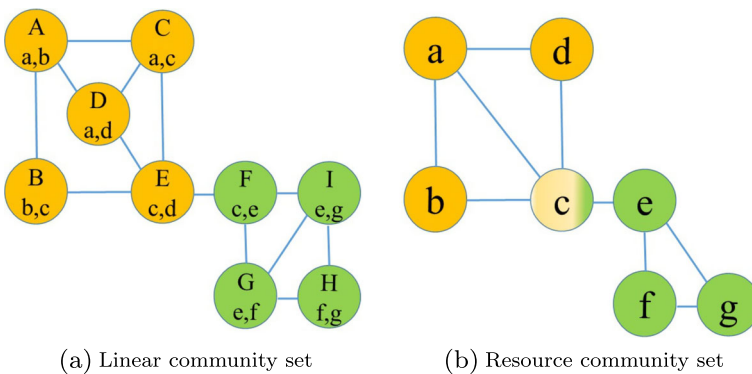 A
a,b
C
a,c
D
a,d
B
b,c
E
c,d
F
c,e
I
e,g
G
e,f
H
f,g
(a) Linear community set
a
d
b
c
e
f
g
(b) Resource community set